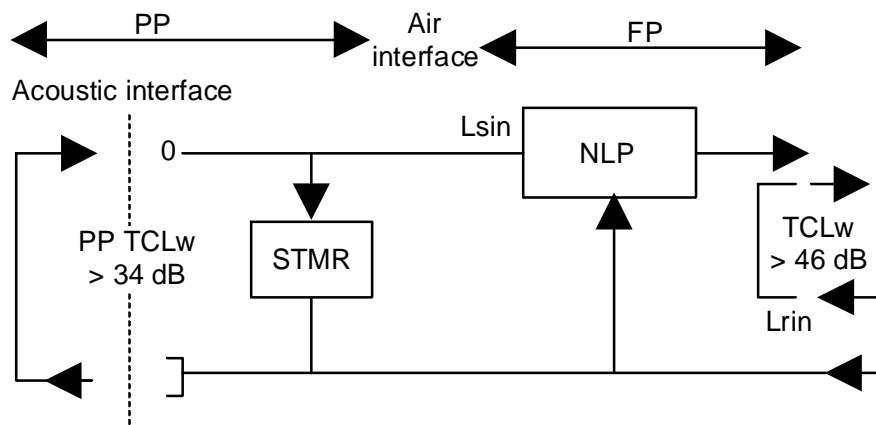 PP
Air
interface
FP
Acoustic interface
0
Lsin
NLP
PP TCLw
> 34 dB
STMR
TCLw
> 46 dB
Lrin